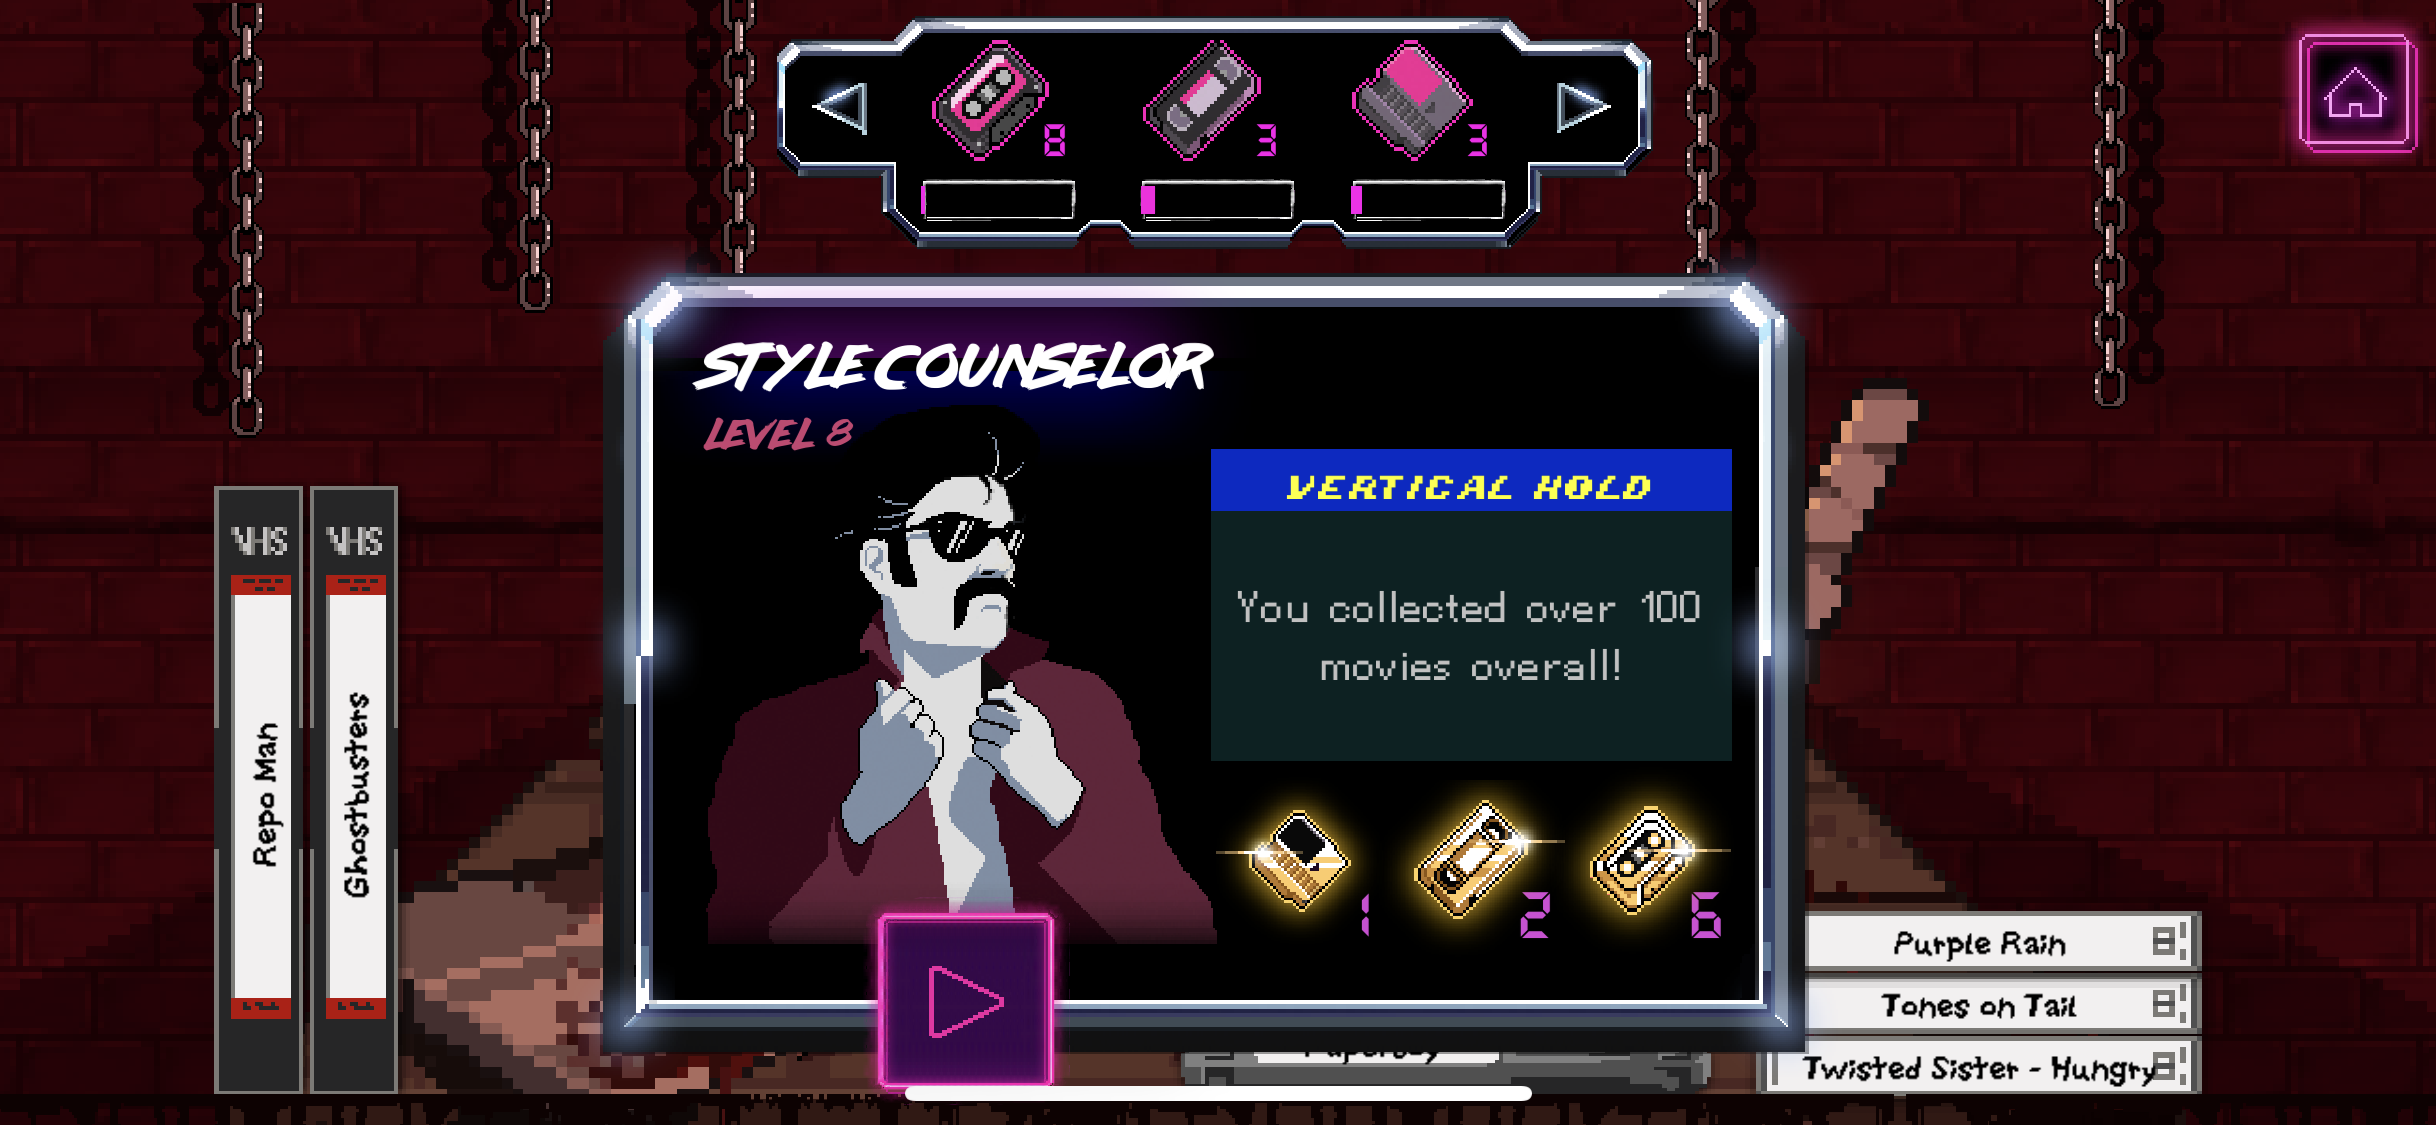 8
3
3
STYLE COUNSELOR
LEVEL 8
VERTICAL HOLD
You collected over 100
movies overall!
1
2
6
VHS
Repo Man
VHS
Ghostbusters
Purple Rain
Tones on Tail
Twisted Sister - Hungry